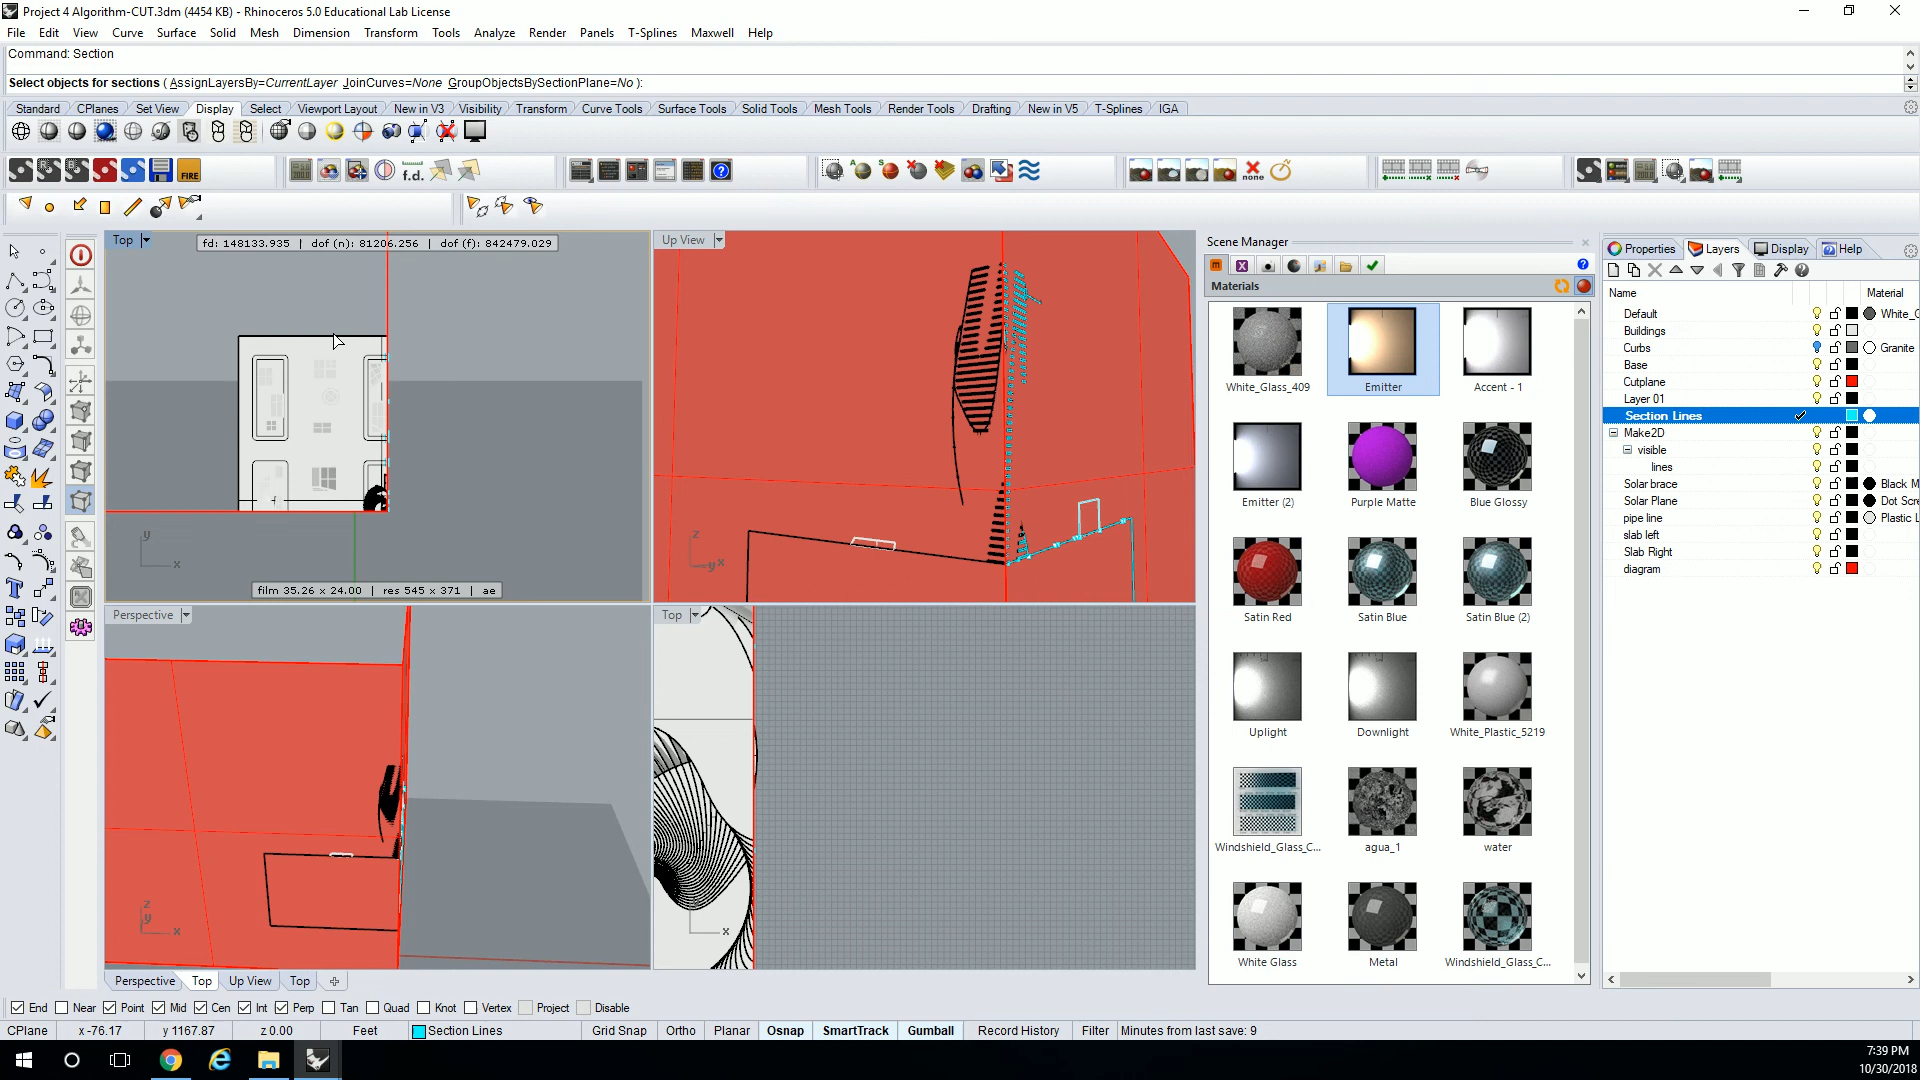 Project 4 Algorithm-CUT.3dm (4454 KB) - Rhinoceros 5.0 Educational Lab License
File Edit View Curve Surface Solid Mesh Dimension Transform Tools Analyze Render Panels T-Splines Maxwell Help
Command: Section
Select objects for sections ( AssignLayersBy=CurrentLayer JoinCurves=None GroupObjectsBySectionPlane=No ):
Standard CPlanes Set View Display Select Viewport Layout New in V3 Visibility Transform Curve Tools Surface Tools Solid Tools Mesh Tools Render Tools Drafting New in V5 T-Splines IGA
FIRE f.d. none
Top fd: 148133.935 | dof (n): 81206.256 | dof (f): 842479.029
Up View
Scene Manager
Properties Layers Display Help
Materials
Name Material
Default White_G
Buildings
Curbs Granite
Base
Cutplane
Layer 01
Section Lines
Make2D
visible
lines
Solar brace Black M
Solar Plane Dot Scre
pipe line Plastic L
slab left
Slab Right
diagram
White_Glass_409 Emitter Accent - 1
Emitter (2) Purple Matte Blue Glossy
Satin Red Satin Blue Satin Blue (2)
Uplight Downlight White_Plastic_5219
Windshield_Glass_C... agua_1 water
White Glass Metal Windshield_Glass_C...
y x
z y x
film 35.26 x 24.00 | res 545 x 371 | ae
Perspective
Top
z y x
x
Perspective Top Up View Top
End Near Point Mid Cen Int Perp Tan Quad Knot Vertex Project Disable
CPlane x -76.17 y 1167.87 z 0.00 Feet Section Lines Grid Snap Ortho Planar Osnap SmartTrack Gumball Record History Filter Minutes from last save: 9
7:39 PM
10/30/2018